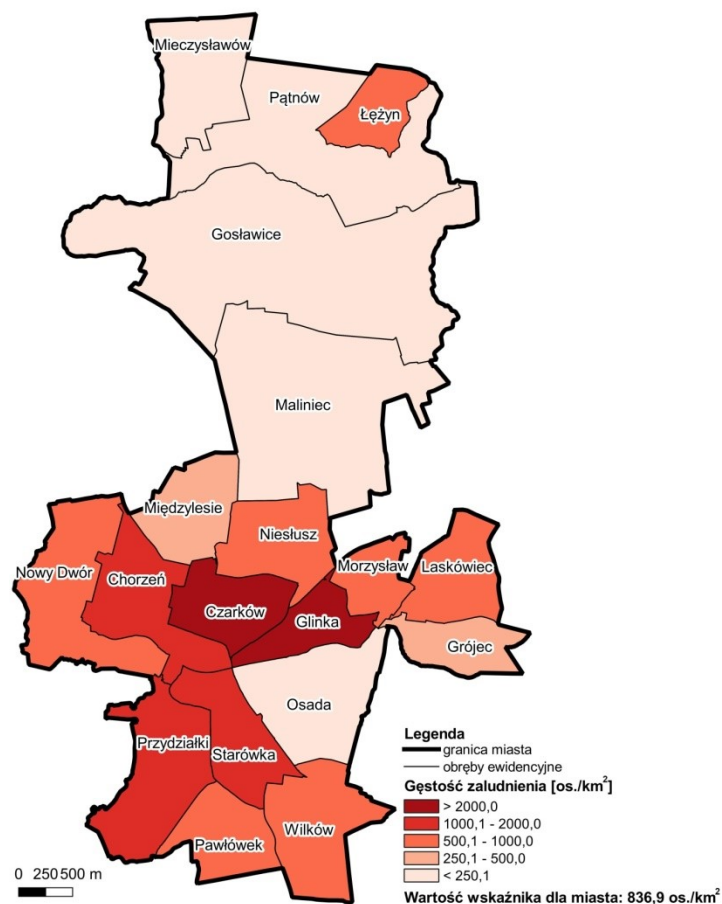 Mieczysławów
Pątnów
Łężyn
Gosławice
Maliniec
Międzylesie
Niesłusz
Nowy Dwór
Chorzeń
Morzysław
Laskówiec
Czarków
Glinka
Grójec
Osada
Przydziałki
Starówka
Pawłówek
Wilków
Legenda
granica miasta
obręby ewidencyjne
Gęstość zaludnienia [os./km²]
> 2000,0
1000,1 - 2000,0
500,1 - 1000,0
250,1 - 500,0
< 250,1
0 250 500 m
Wartość wskaźnika dla miasta: 836,9 os./km²